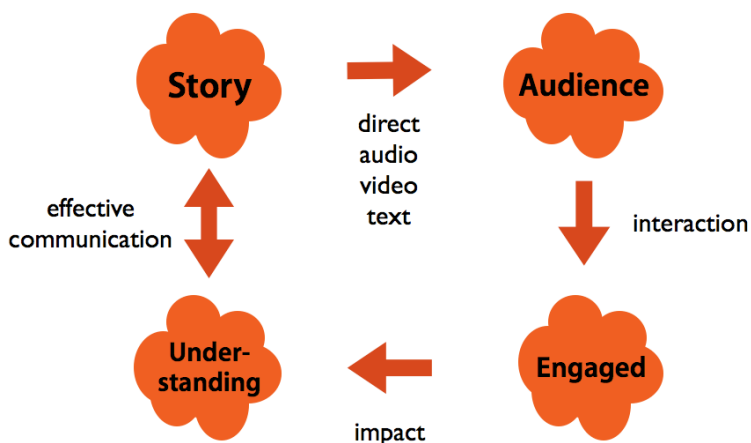 Story
Audience
direct
audio
video
text
effective
communication
interaction
Under-
standing
Engaged
impact